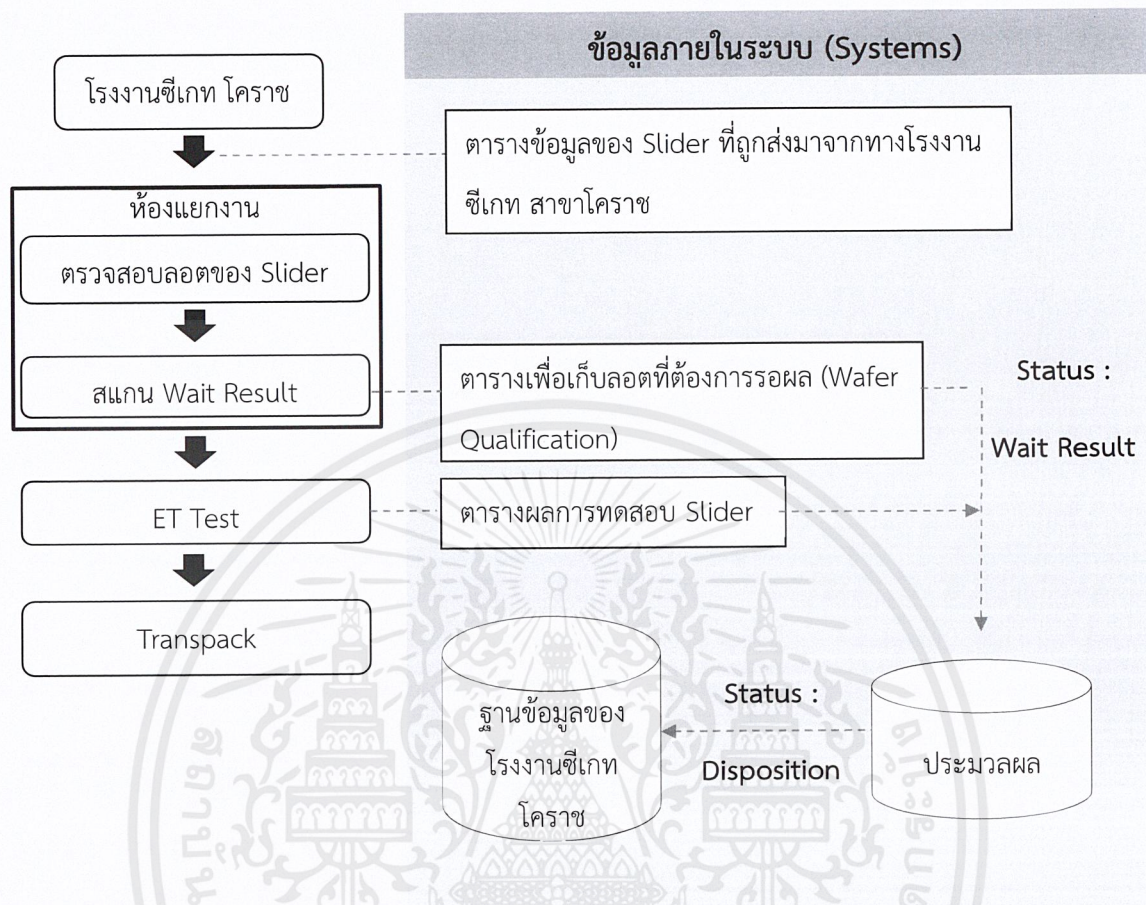 ข้อมูลภายในระบบ (Systems)
โรงงานซีเกท โคราช
ตารางข้อมูลของ Slider ที่ถูกส่งมาจากทางโรงงาน
ซีเกท สาขาโคราช
ห้องแยกงาน
ตรวจสอบลอตของ Slider
สแกน Wait Result
ตารางเพื่อเก็บลอตที่ต้องการรอผล (Wafer
Qualification)
Status :
Wait Result
ET Test
ตารางผลการทดสอบ Slider
Transpack
ฐานข้อมูลของ
โรงงานซีเกท
โคราช
Status :
Disposition
ประมวลผล